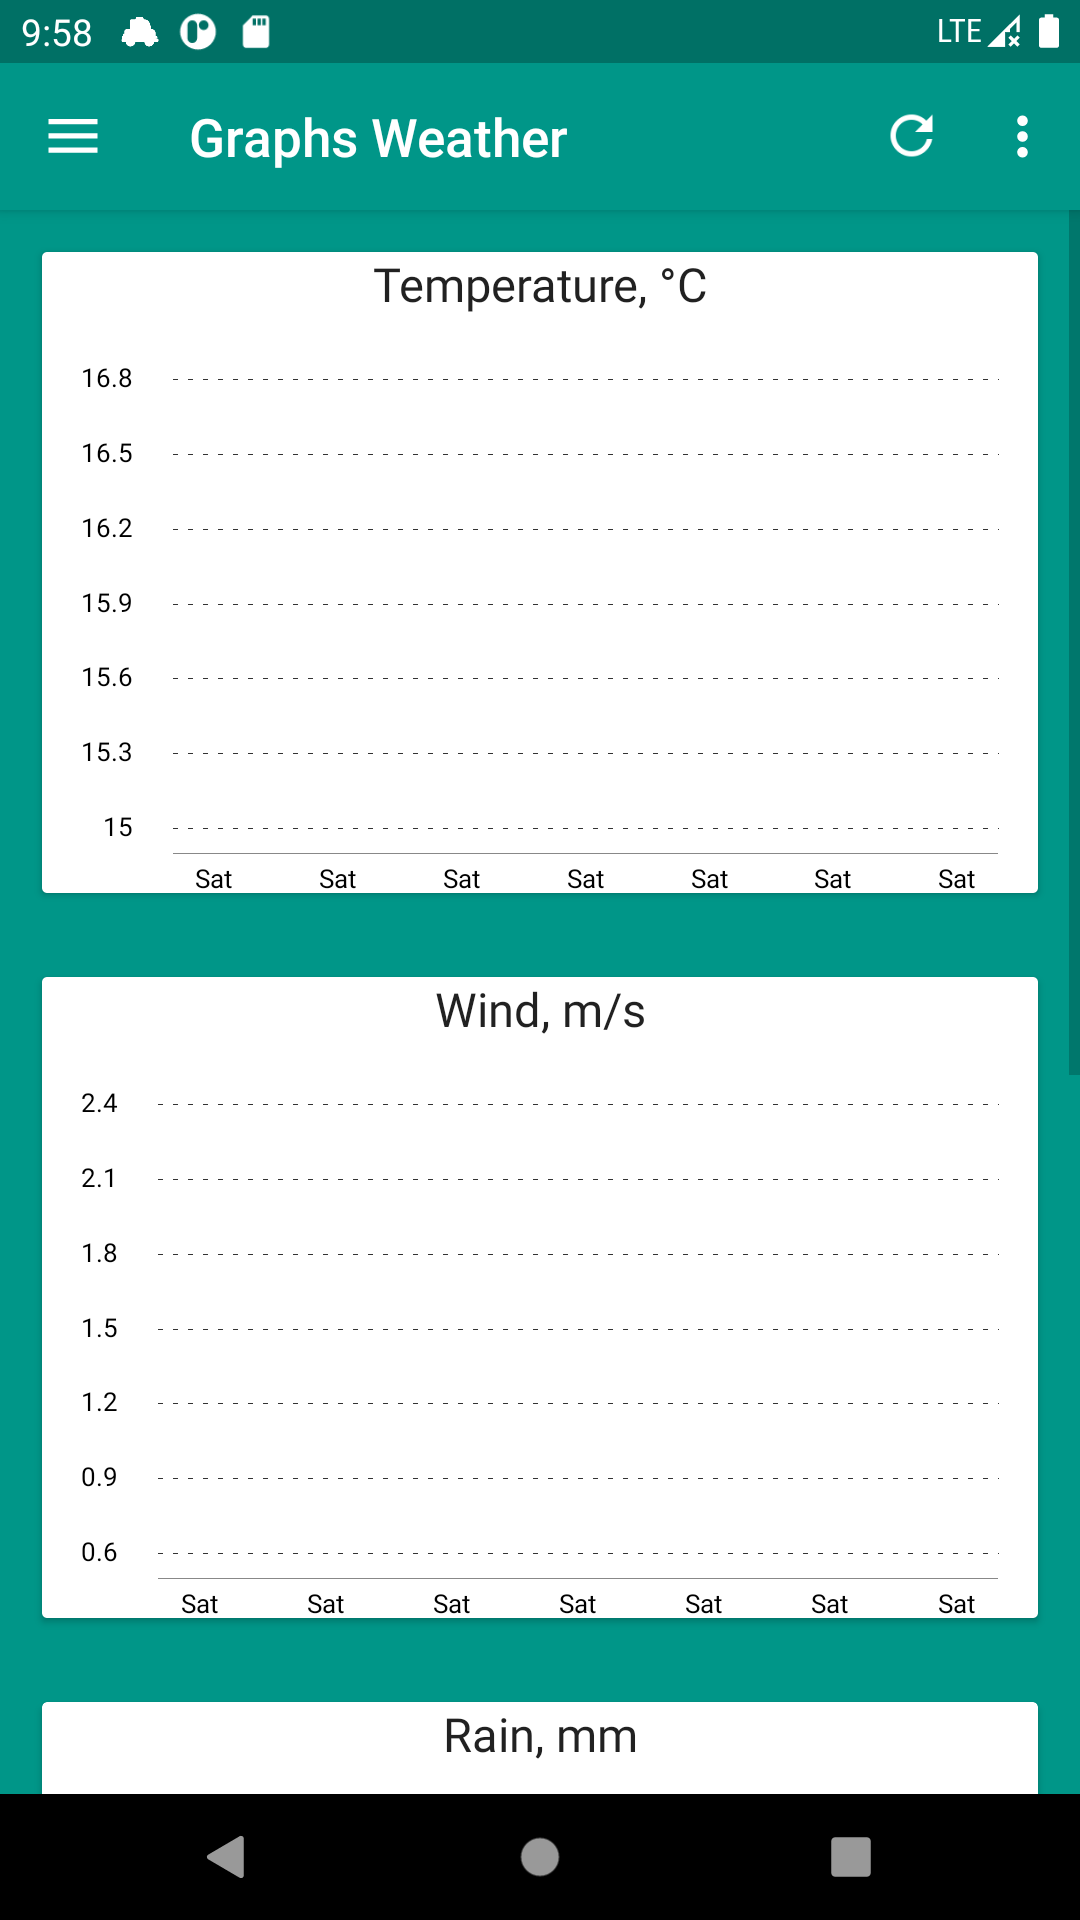 9:58 LTE
Graphs Weather
Temperature, °C
16.8
16.5
16.2
15.9
15.6
15.3
15
Sat Sat Sat Sat Sat Sat Sat
Wind, m/s
2.4
2.1
1.8
1.5
1.2
0.9
0.6
Sat Sat Sat Sat Sat Sat Sat
Rain, mm